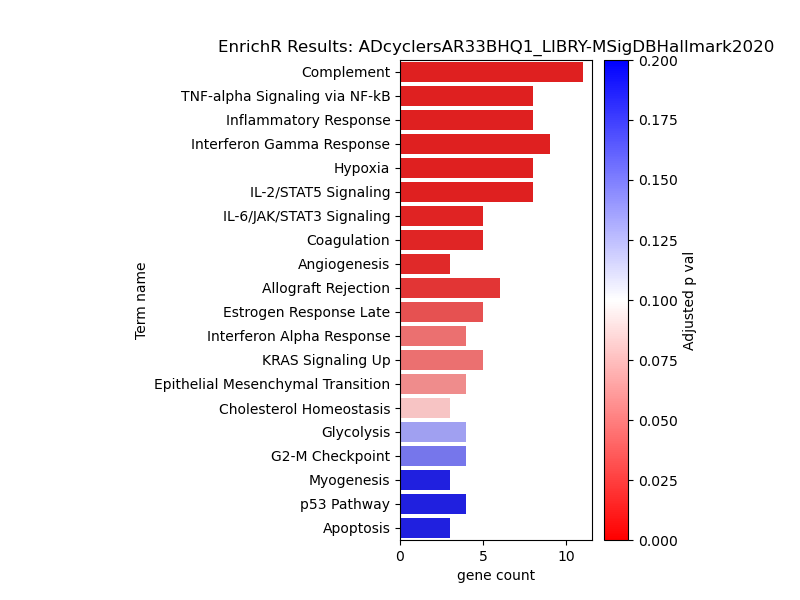 EnrichR Results: ADcyclersAR33BHQ1_LIBRY-MSigDBHallmark2020
Complement
TNF-alpha Signaling via NF-kB
Inflammatory Response
Interferon Gamma Response
Hypoxia
IL-2/STAT5 Signaling
IL-6/JAK/STAT3 Signaling
Coagulation
Angiogenesis
Allograft Rejection
Estrogen Response Late
Interferon Alpha Response
KRAS Signaling Up
Epithelial Mesenchymal Transition
Cholesterol Homeostasis
Glycolysis
G2-M Checkpoint
Myogenesis
p53 Pathway
Apoptosis
Term name
0 5 10
gene count
0.200
0.175
0.150
0.125
0.100
0.075
0.050
0.025
0.000
Adjusted p val